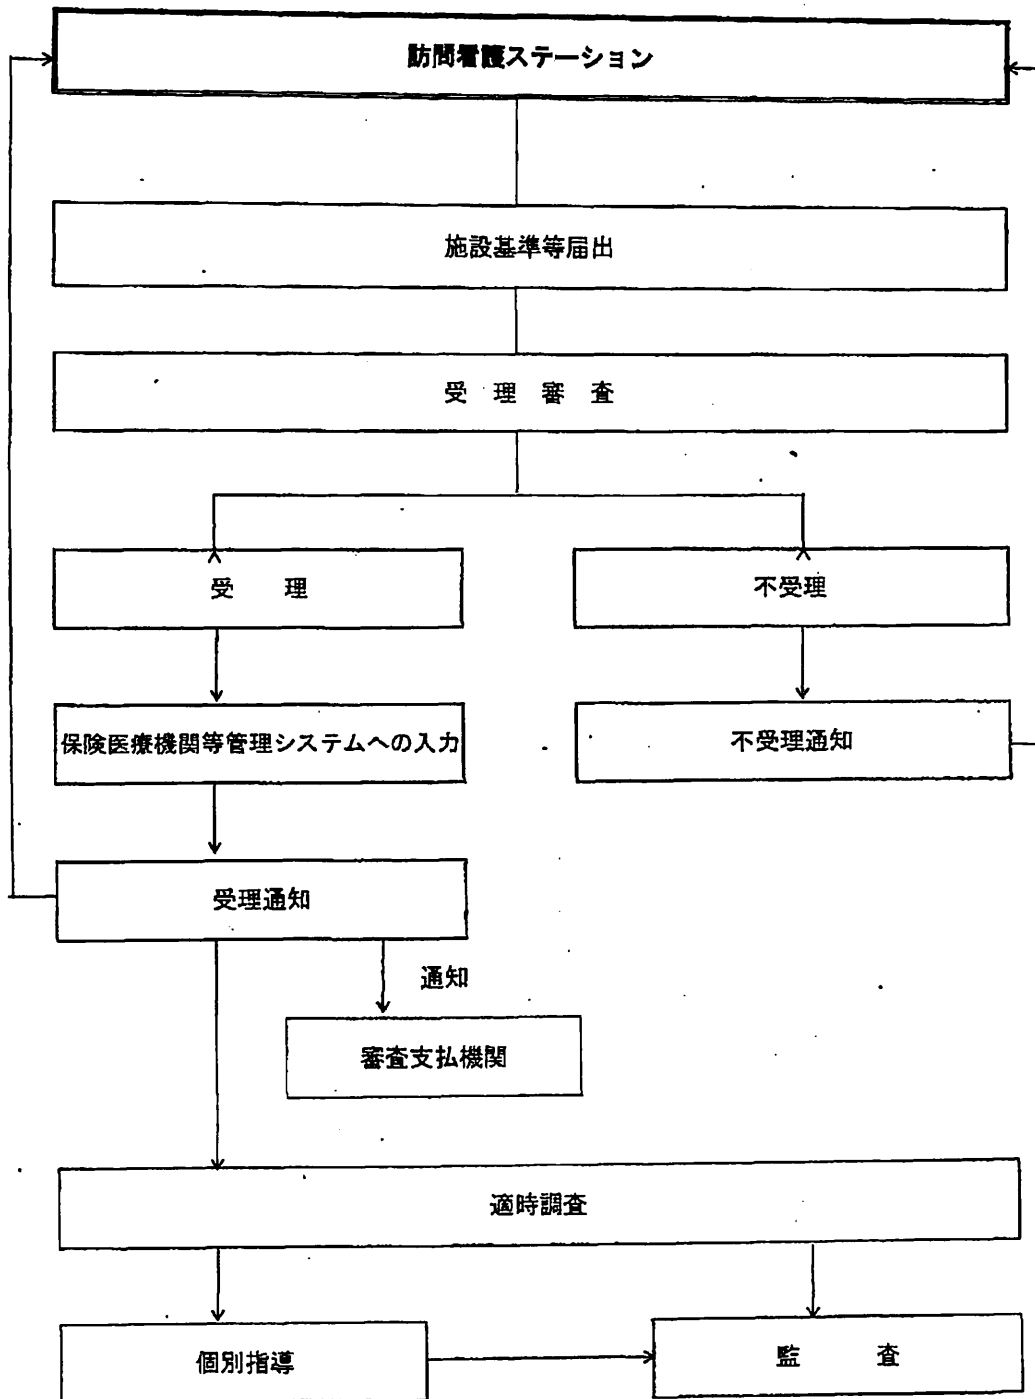 訪問看護ステーション
施設基準等届出
受　理　審　査
受　　理
不受理
保険医療機関等管理システムへの入力
不受理通知
受理通知
通知
審査支払機関
適時調査
個別指導
監　　査